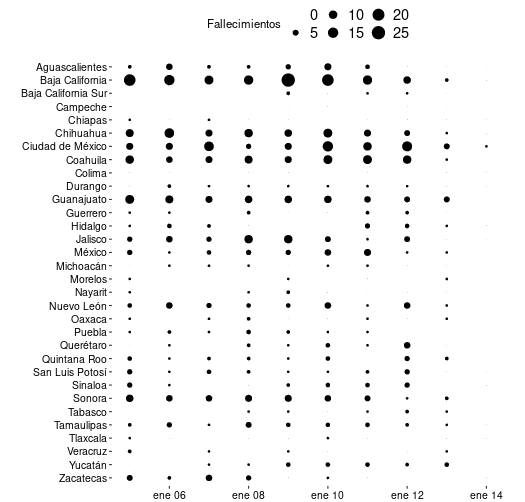 Fallecimientos
0 10 20
5 15 25
Aguascalientes
Baja California
Baja California Sur
Campeche
Chiapas
Chihuahua
Ciudad de México
Coahuila
Colima
Durango
Guanajuato
Guerrero
Hidalgo
Jalisco
México
Michoacán
Morelos
Nayarit
Nuevo León
Oaxaca
Puebla
Querétaro
Quintana Roo
San Luis Potosí
Sinaloa
Sonora
Tabasco
Tamaulipas
Tlaxcala
Veracruz
Yucatán
Zacatecas
ene 06 ene 08 ene 10 ene 12 ene 14